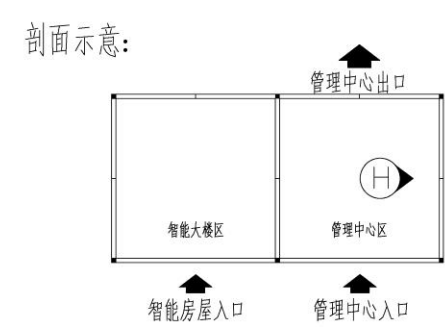 剖面示意:
管理中心出口
H
智能大楼区
管理中心区
智能房屋入口
管理中心入口